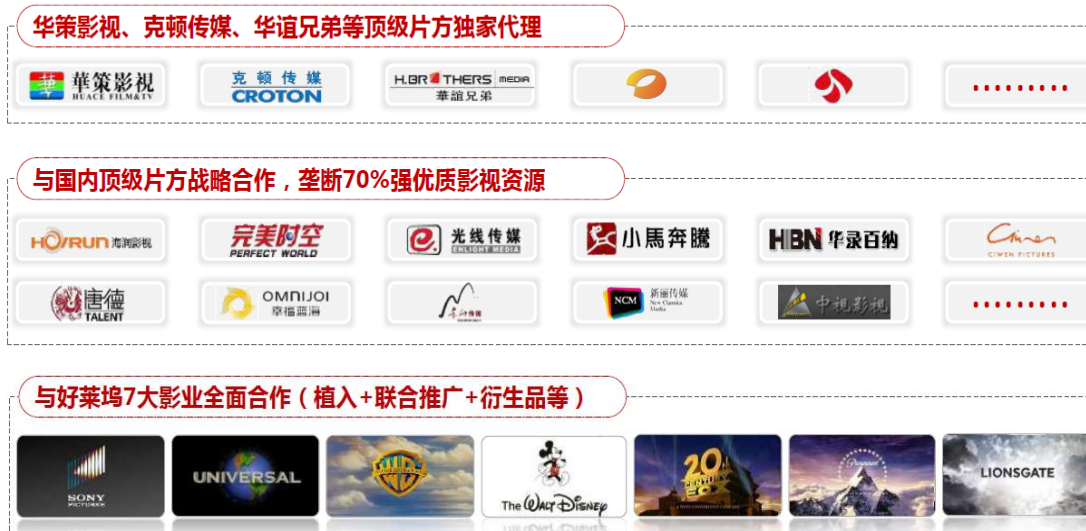 华策影视、克顿传媒、华谊兄弟等顶级片方独家代理
華 華策影視
HUACE FILM&TV
克顿传媒
CROTON
H.BROTHERS MEDIA
華誼兄弟
.........
与国内顶级片方战略合作，垄断70%强优质影视资源
HOVRUN 海润影视
完美时空
PERFECT WORLD
光线传媒
ENLIGHT MEDIA
小馬奔騰
HBN 华录百纳
Ciwen
CIWEN PICTURES
唐德
TALENT
OMNIJOI
幸福蓝海
NCM
新丽传媒
New Classics
Media
中視影视
.........
与好莱坞7大影业全面合作（植入+联合推广+衍生品等）
SONY
PICTURES
UNIVERSAL
WB
The WALT DISNEY
20
CENTURY
FOX
Paramount
LIONSGATE